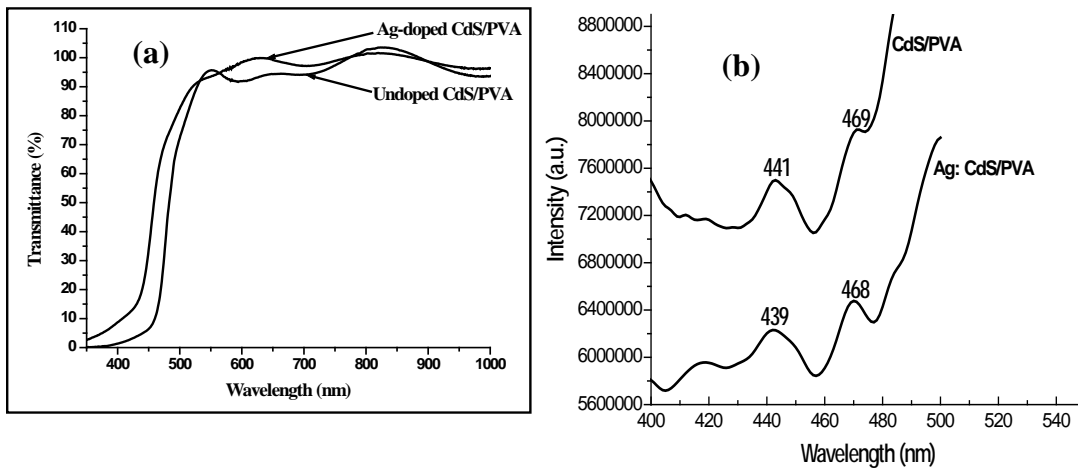 (a)
Ag-doped CdS/PVA
Undoped CdS/PVA
Transmittance (%)
110
100
90
80
70
60
50
40
30
20
10
0
400 500 600 700 800 900 1000
Wavelength (nm)
(b)
CdS/PVA
469
441
Ag: CdS/PVA
468
439
Intensity (a.u.)
8800000
8400000
8000000
7600000
7200000
6800000
6400000
6000000
5600000
400 420 440 460 480 500 520 540
Wavelength (nm)